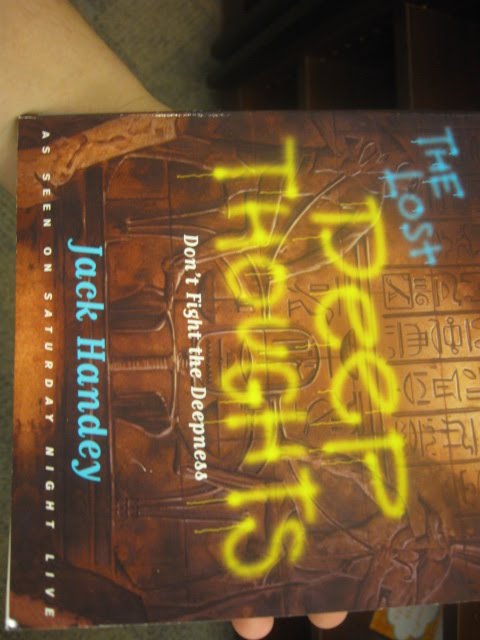 THE
LOST
DEEP
THOUGHTS
Don't Fight the Deepness
Jack Handey
AS SEEN ON SATURDAY NIGHT LIVE